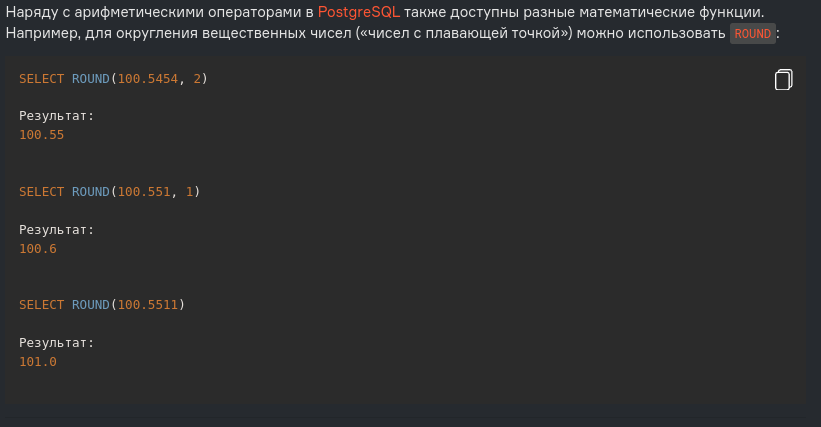 Наряду с арифметическими операторами в PostgreSQL также доступны разные математические функции.
Например, для округления вещественных чисел («чисел с плавающей точкой») можно использовать ROUND:
SELECT ROUND(100.5454, 2)
Результат:
100.55
SELECT ROUND(100.551, 1)
Результат:
100.6
SELECT ROUND(100.5511)
Результат:
101.0